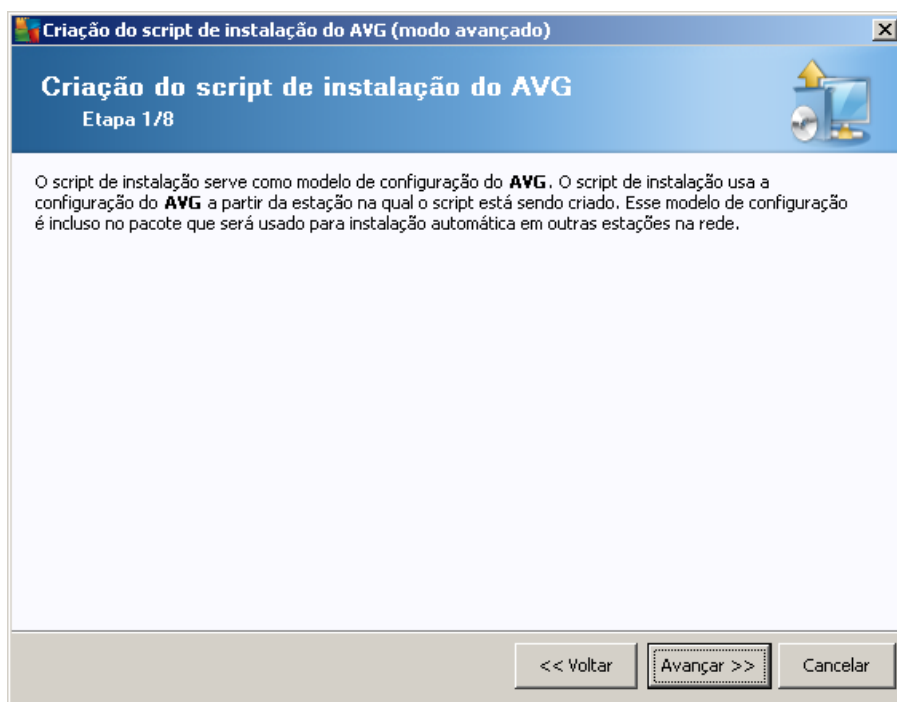 Criação do script de instalação do AVG (modo avançado)
Criação do script de instalação do AVG
Etapa 1/8
O script de instalação serve como modelo de configuração do AVG. O script de instalação usa a
configuração do AVG a partir da estação na qual o script está sendo criado. Esse modelo de configuração
é incluso no pacote que será usado para instalação automática em outras estações na rede.
<< Voltar
Avançar >>
Cancelar